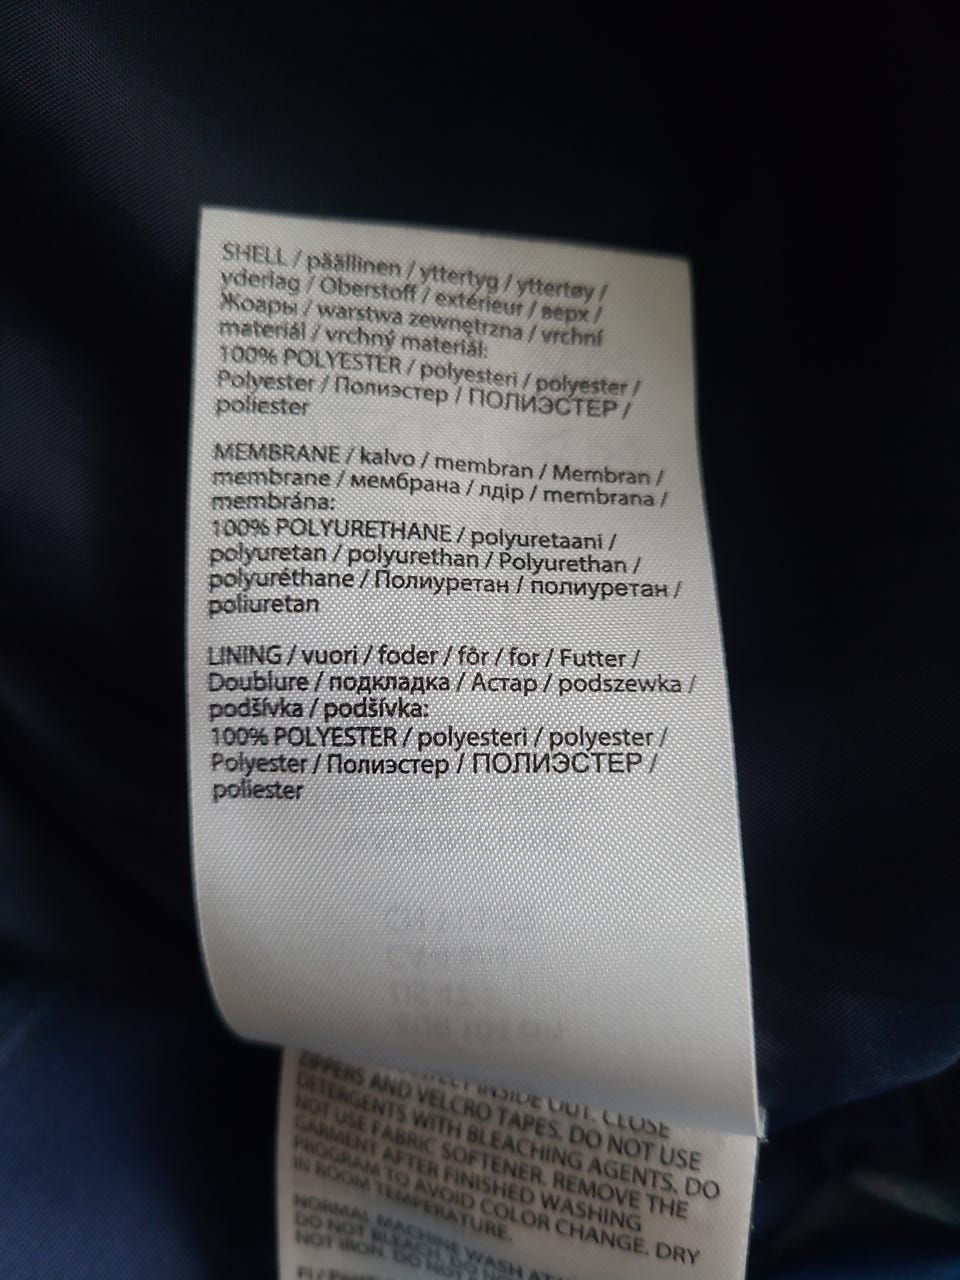 SHELL / päällinen / yttertyg / yttertøy /
yderlag / Oberstoff / extérieur / верх /
Жоары / warstwa zewnętrzna / vrchní
materiál / vrchný materiál:
100% POLYESTER / polyesteri / polyester /
Polyester / Полиэстер / ПОЛИЭСТЕР /
poliester
MEMBRANE / kalvo / membran / Membran /
membrane / мембрана / лдір / membrana /
membrána:
100% POLYURETHANE / polyuretaani /
polyuretan / polyurethan / Polyurethan /
polyuréthane / Полиуретан / полиуретан /
poliuretan
LINING / vuori / foder / fôr / for / Futter /
Doublure / подкладка / Астар / podszewka /
podšívka / podšívka:
100% POLYESTER / polyesteri / polyester /
Polyester / Полиэстер / ПОЛИЭСТЕР /
poliester
INSIDE OUT. CLOSE
ZIPPERS AND VELCRO TAPES. DO NOT USE
DETERGENTS WITH BLEACHING AGENTS. DO
NOT USE FABRIC SOFTENER. REMOVE THE
GARMENT AFTER FINISHED WASHING
PROGRAM TO AVOID COLOR CHANGE. DRY
IN ROOM TEMPERATURE.
NORMAL MACHINE WASH AT
DO NOT BLEACH. DO NOT
NOT IRON. DO NOT